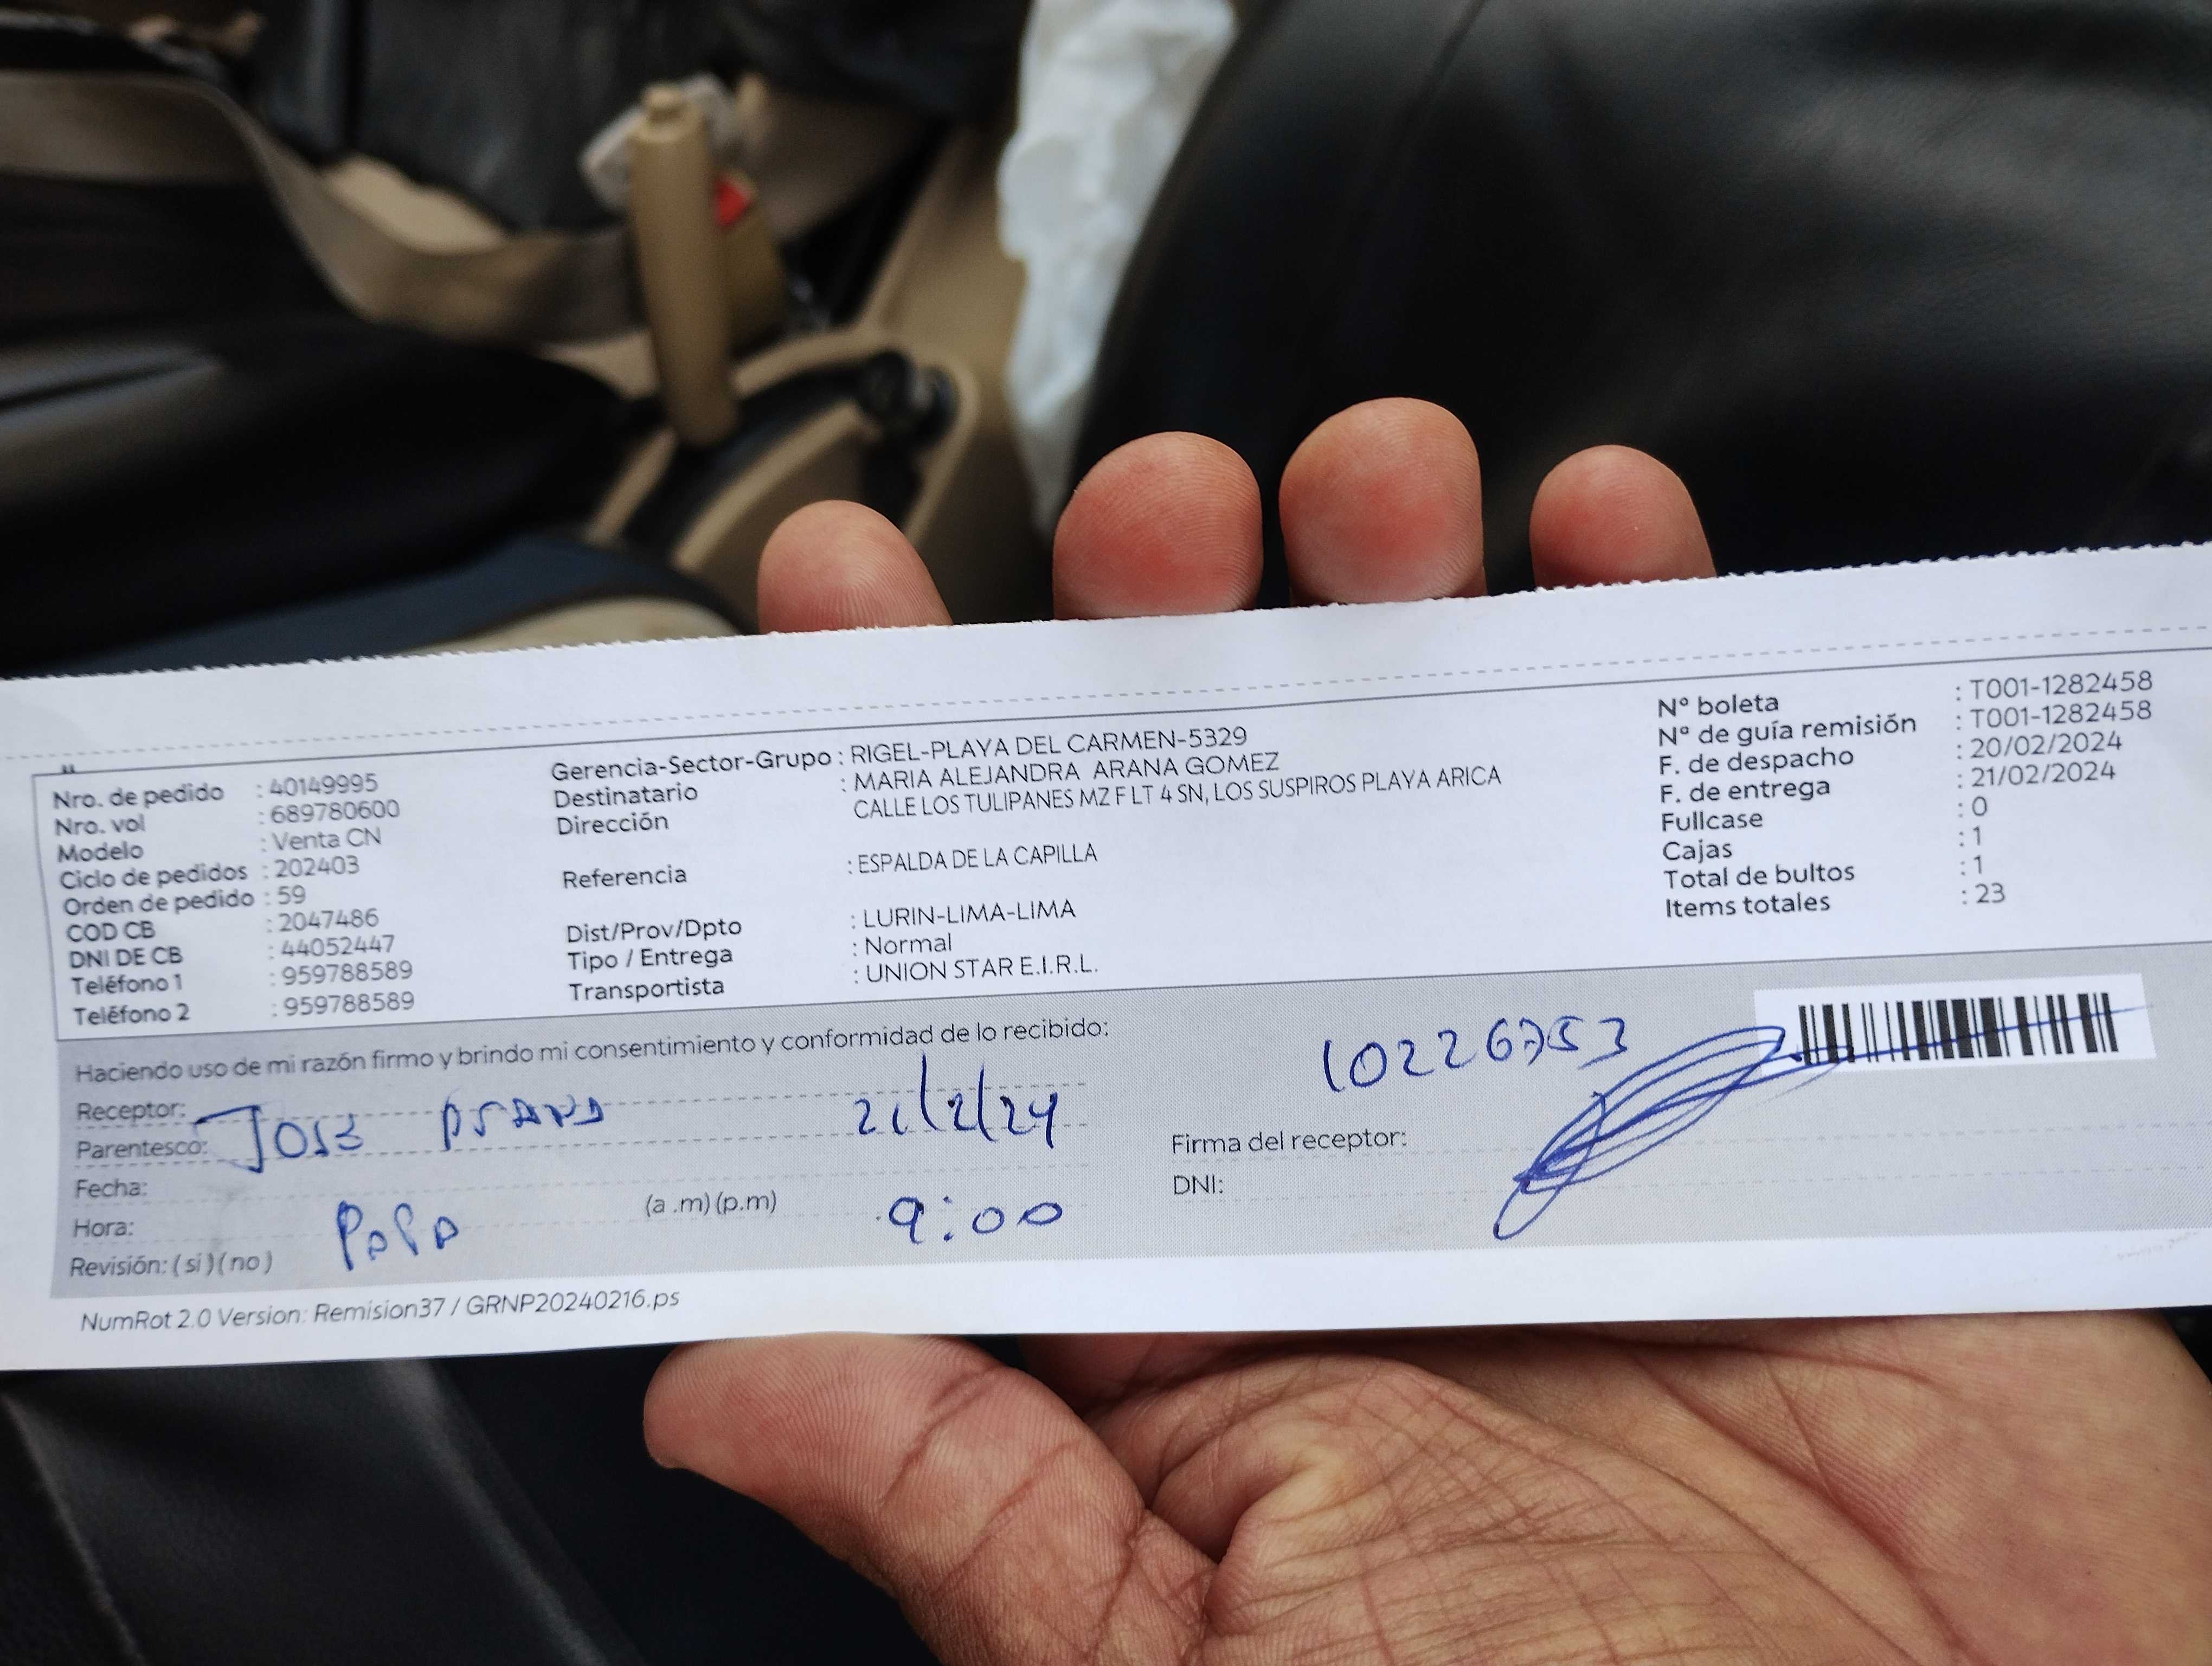 Nro. de pedido : 40149995
Nro. vol : 689780600
Modelo : Venta CN
Ciclo de pedidos : 202403
Orden de pedido : 59
COD CB : 2047486
DNI DE CB : 44052447
Teléfono 1 : 959788589
Teléfono 2 : 959788589
Gerencia-Sector-Grupo : RIGEL-PLAYA DEL CARMEN-5329
Destinatario : MARIA ALEJANDRA ARANA GOMEZ
Dirección CALLE LOS TULIPANES MZ F LT 4 SN, LOS SUSPIROS PLAYA ARICA
Referencia : ESPALDA DE LA CAPILLA
Dist/Prov/Dpto : LURIN-LIMA-LIMA
Tipo / Entrega : Normal
Transportista : UNION STAR E.I.R.L.
N° boleta : T001-1282458
N° de guía remisión : T001-1282458
F. de despacho : 20/02/2024
F. de entrega : 21/02/2024
Fullcase : 0
Cajas : 1
Total de bultos : 1
Items totales : 23
Haciendo uso de mi razón firmo y brindo mi consentimiento y conformidad de lo recibido:
Receptor:
Parentesco: JOSE 21/2/24
Fecha:
Hora: (a .m) (p.m) 9:00
Revisión: ( si ) ( no ) PAPA
10226753
Firma del receptor:
DNI:
NumRot 2.0 Version: Remision37 / GRNP20240216.ps